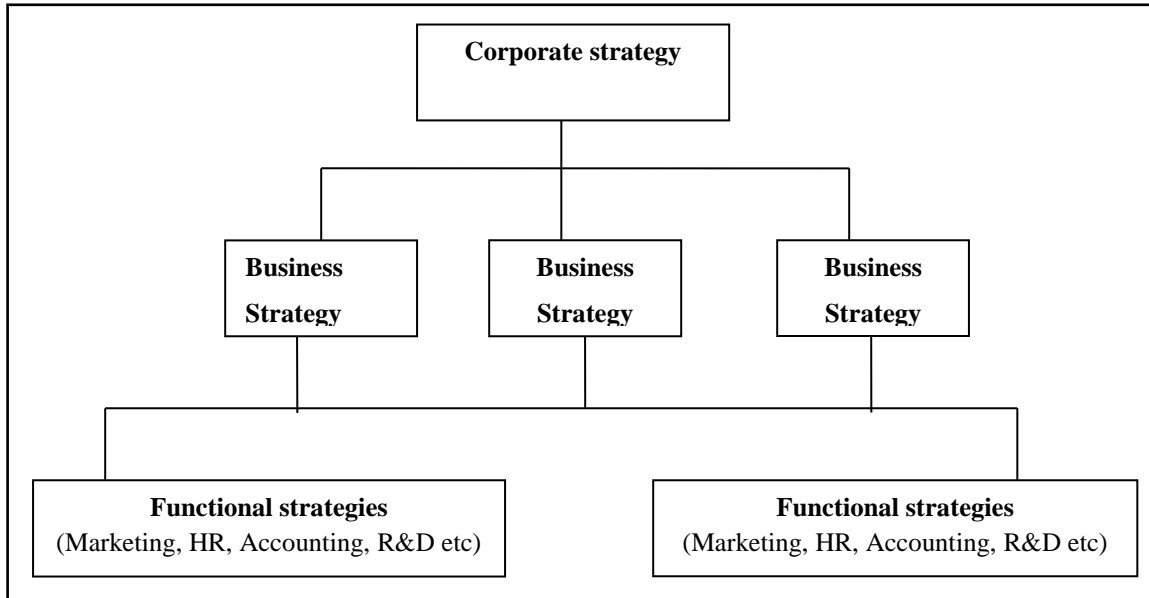 Corporate strategy
Business
Strategy
Business
Strategy
Business
Strategy
Functional strategies
(Marketing, HR, Accounting, R&D etc)
Functional strategies
(Marketing, HR, Accounting, R&D etc)